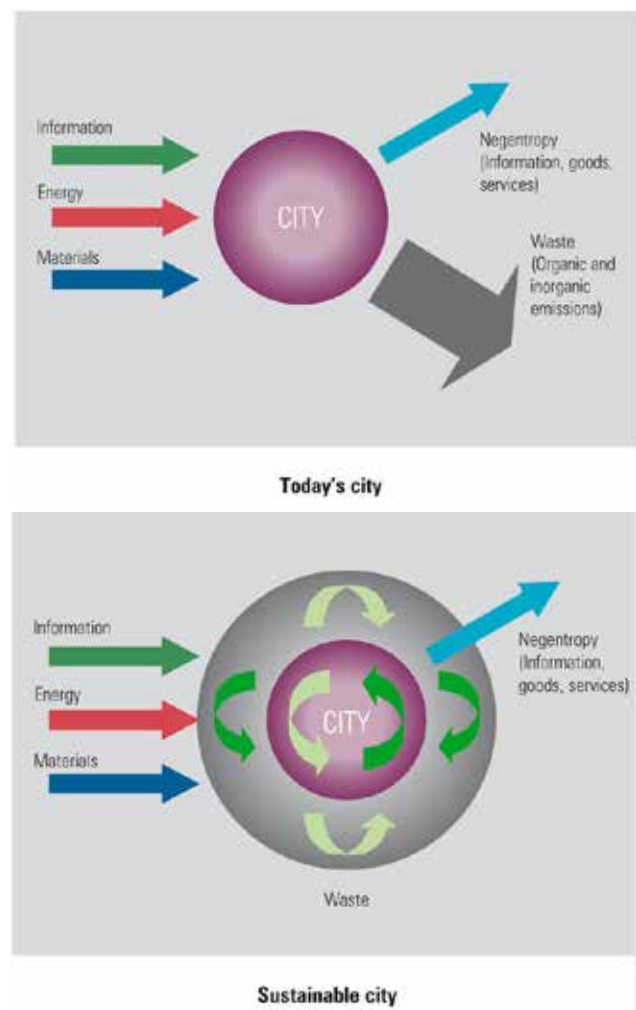 Information
Energy
Materials
CITY
Negentropy
(Information, goods,
services)
Waste
(Organic and
inorganic
emissions)
Today's city
Information
Energy
Materials
CITY
Negentropy
(Information,
goods, services)
Waste
Sustainable city